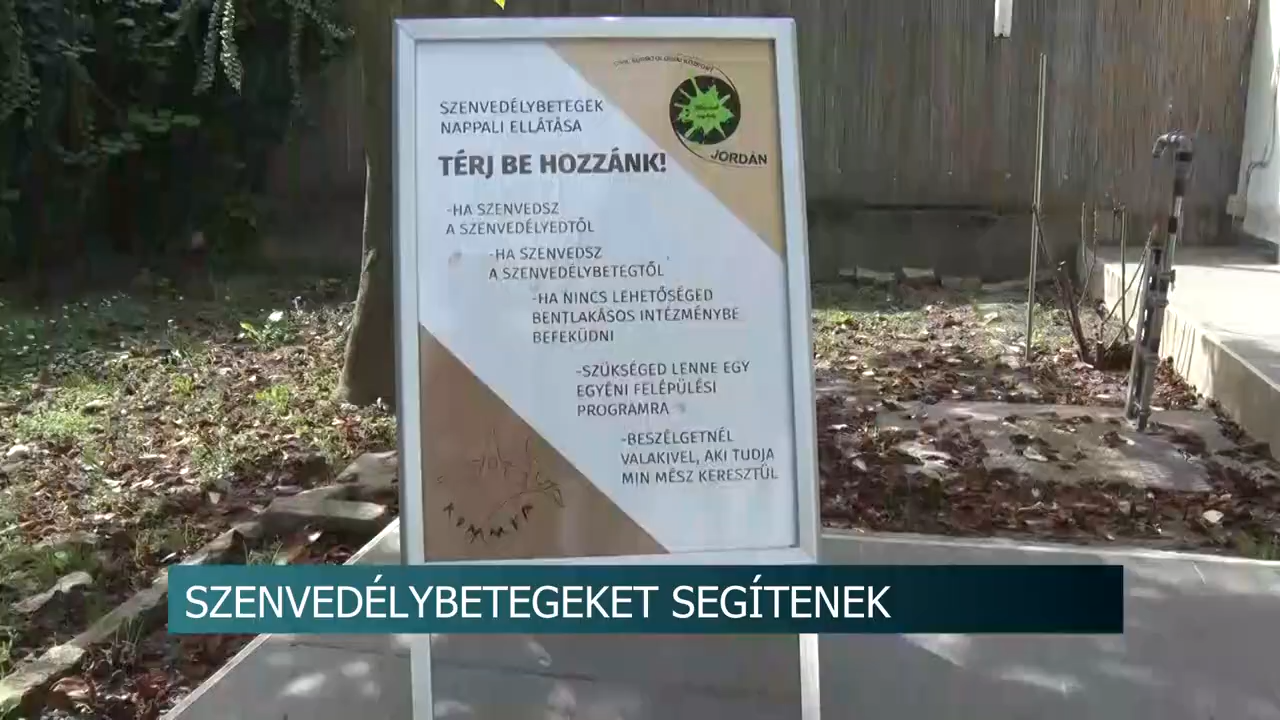 SZENVEDÉLYBETEGEK
NAPPALI ELLÁTÁSA
JORDÁN
TÉRJ BE HOZZÁNK!
-HA SZENVEDSZ
A SZENVEDÉLYEDTŐL
-HA SZENVEDSZ
A SZENVEDÉLYBETEGTŐL
-HA NINCS LEHETŐSÉGED
BENTLAKÁSOS INTÉZMÉNYBE
BEFEKÜDNI
-SZÜKSÉGED LENNE EGY
EGYÉNI FELÉPÜLÉSI
PROGRAMRA
-BESZÉLGETNÉL
VALAKIVEL, AKI TUDJA
MIN MÉSZ KERESZTÜL
SZENVEDÉLYBETEGEKET SEGÍTENEK